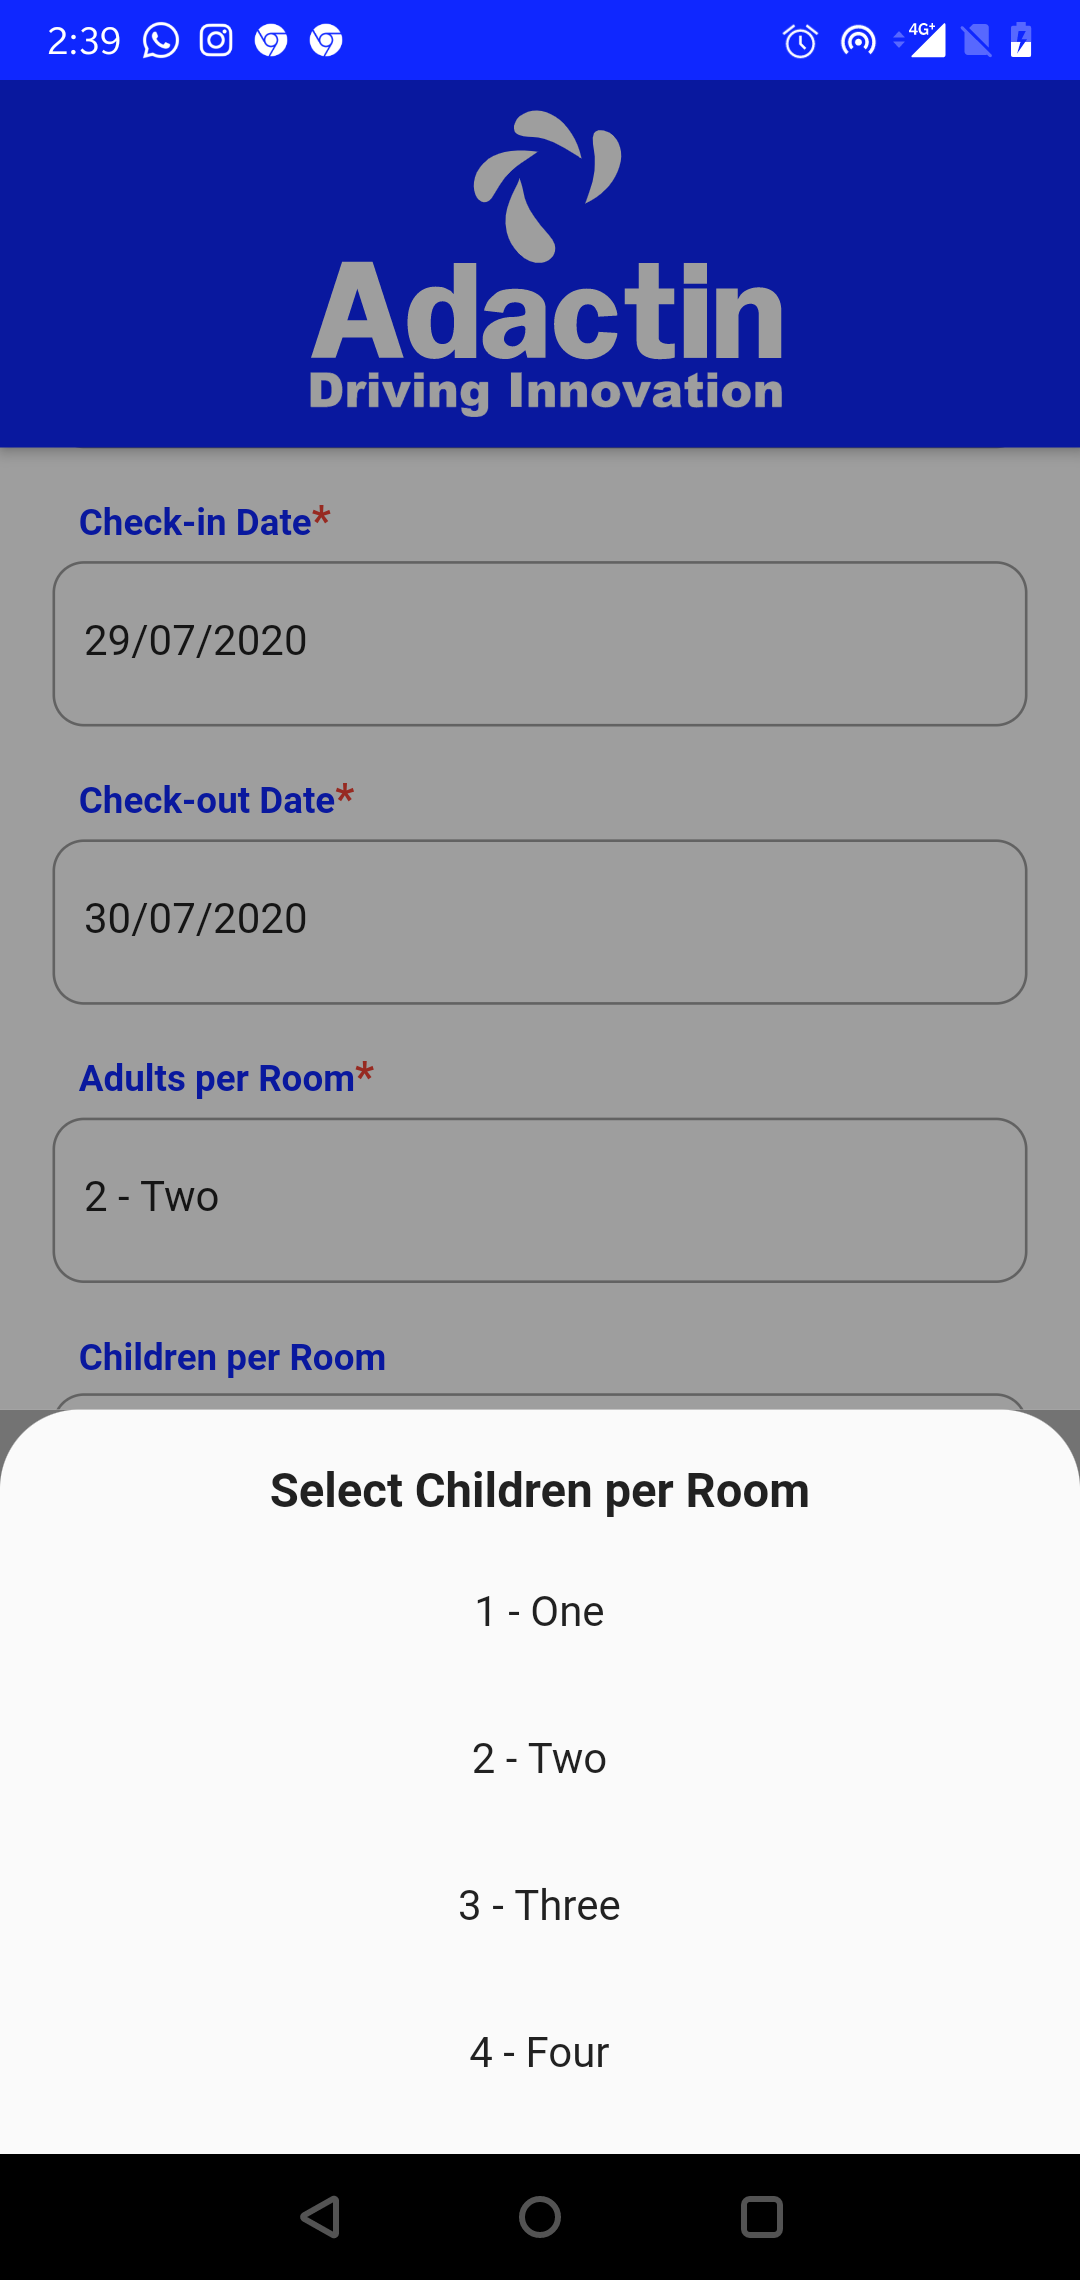 2:39
4G+
Adactin
Driving Innovation
Check-in Date*
29/07/2020
Check-out Date*
30/07/2020
Adults per Room*
2 - Two
Children per Room
Select Children per Room
1 - One
2 - Two
3 - Three
4 - Four